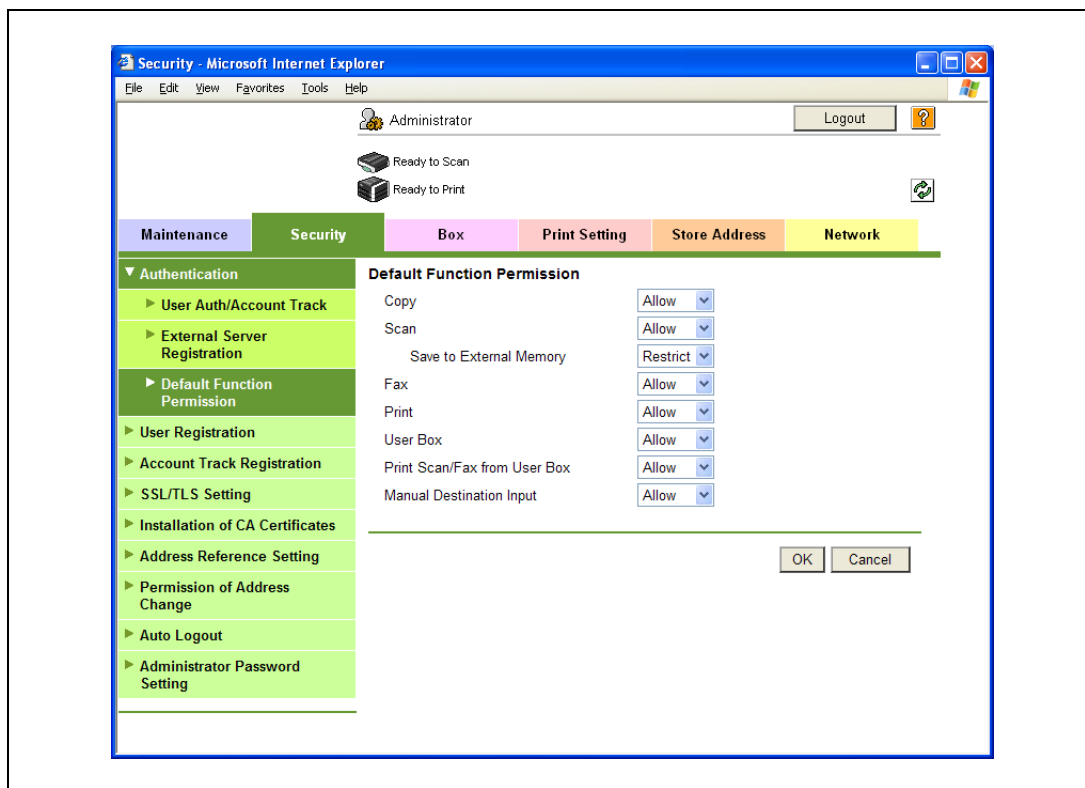 Security - Microsoft Internet Explorer
File Edit View Favorites Tools Help
Administrator
Logout
?
Ready to Scan
Ready to Print
Maintenance Security Box Print Setting Store Address Network
Authentication
User Auth/Account Track
External Server
Registration
Default Function
Permission
User Registration
Account Track Registration
SSL/TLS Setting
Installation of CA Certificates
Address Reference Setting
Permission of Address
Change
Auto Logout
Administrator Password
Setting
Default Function Permission
Copy Allow
Scan Allow
Save to External Memory Restrict
Fax Allow
Print Allow
User Box Allow
Print Scan/Fax from User Box Allow
Manual Destination Input Allow
OK Cancel